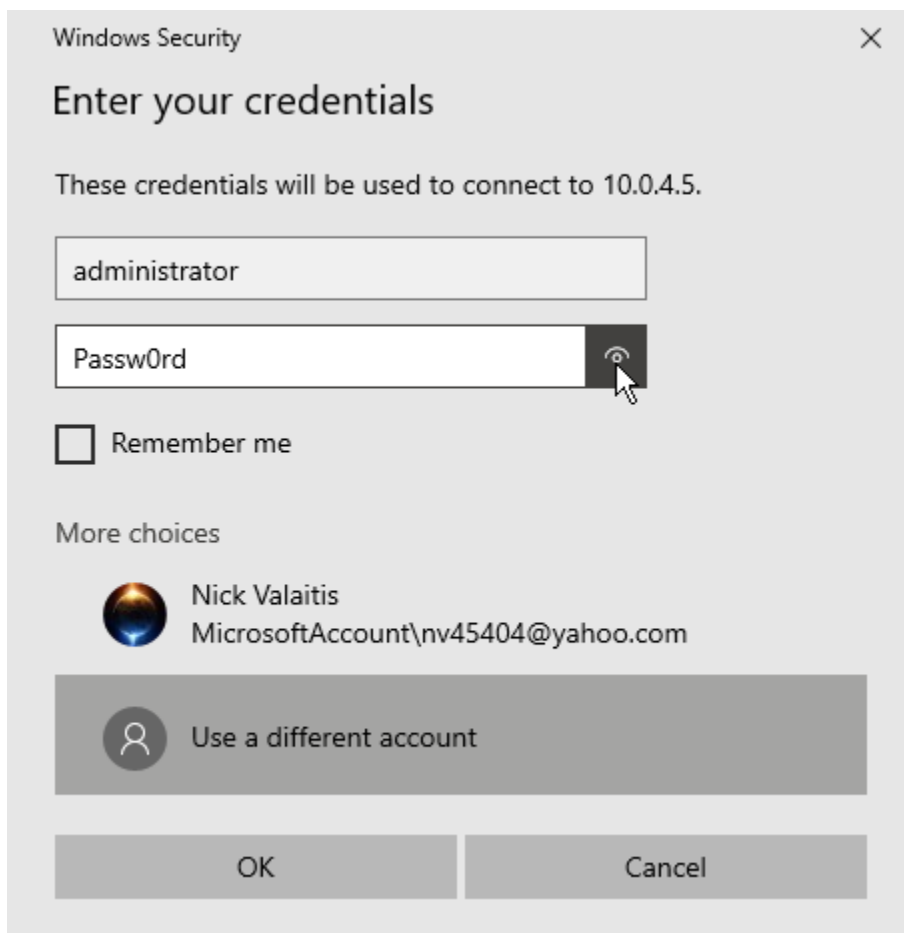 Windows Security
Enter your credentials
These credentials will be used to connect to 10.0.4.5.
administrator
Passw0rd
Remember me
More choices
Nick Valaitis
MicrosoftAccount\nv45404@yahoo.com
Use a different account
OK
Cancel